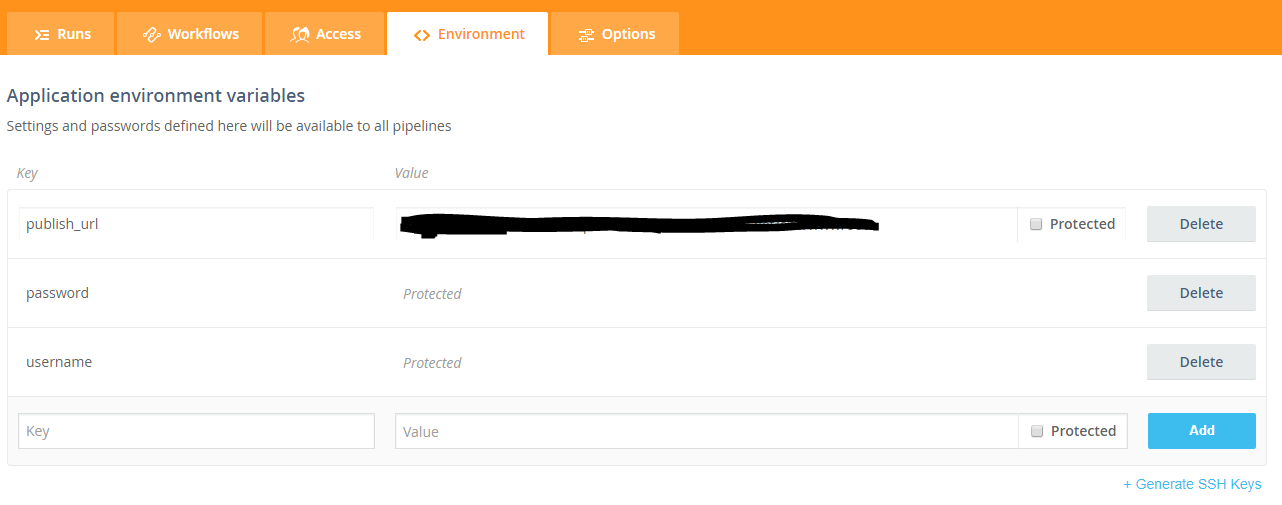 Runs Workflows Access Environment Options
Application environment variables
Settings and passwords defined here will be available to all pipelines
Key Value
publish_url Protected Delete
password Protected Delete
username Protected Delete
Key Value Protected Add
+ Generate SSH Keys